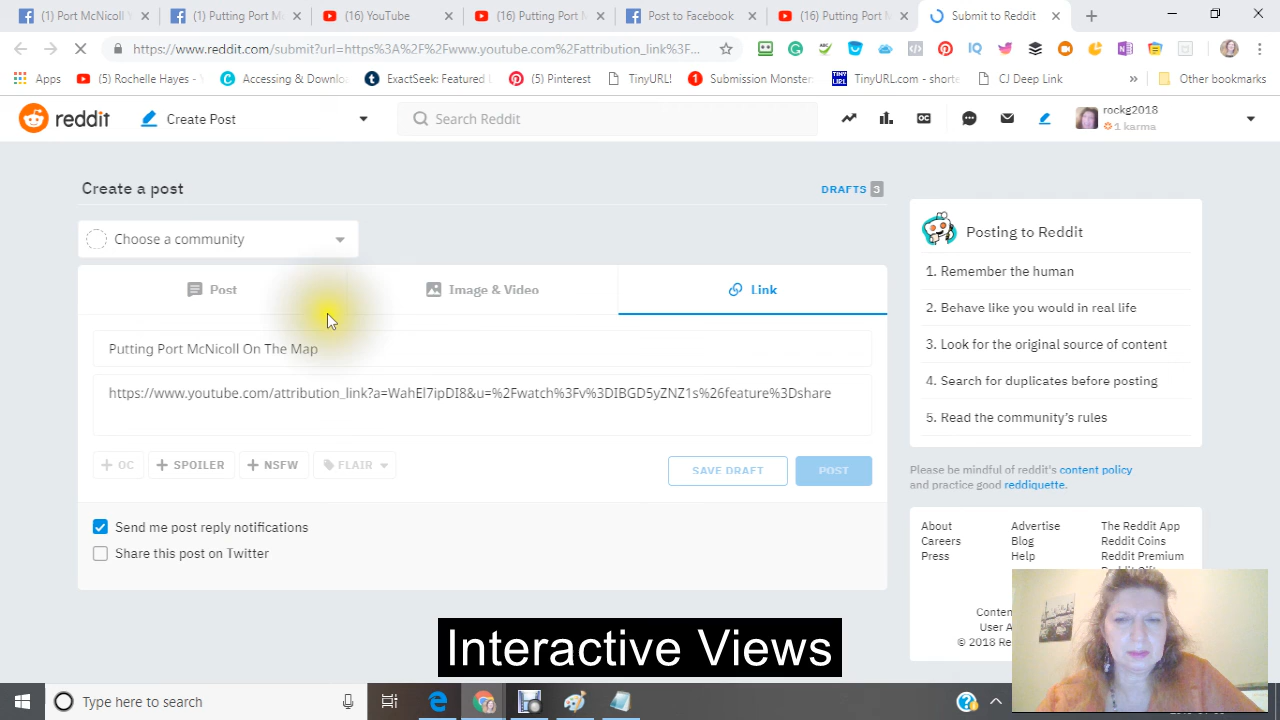 (1) Port McNicoll Y
(1) Putting Port M
(16) YouTube
(16) Putting Port M
Post to Facebook
(16) Putting Port M
Submit to Reddit
https://www.reddit.com/submit?url=https%3A%2F%2Fwww.youtube.com%2Fattribution_link%3F...
Apps
(5) Rochelle Hayes -
Accessing & Downlo
ExactSeek: Featured L
(5) Pinterest
TinyURL!
Submission Monster
TinyURL.com - shorte
CJ Deep Link
»
Other bookmarks
reddit
Create Post
Search Reddit
rockg2018
1 karma
Create a post
DRAFTS 3
Choose a community
Post
Image & Video
Link
Putting Port McNicoll On The Map
https://www.youtube.com/attribution_link?a=WahEl7ipDI8&u=%2Fwatch%3Fv%3DIBGD5yZNZ1s%26feature%3Dshare
+ OC
+ SPOILER
+ NSFW
FLAIR
SAVE DRAFT
POST
Send me post reply notifications
Share this post on Twitter
Posting to Reddit
1. Remember the human
2. Behave like you would in real life
3. Look for the original source of content
4. Search for duplicates before posting
5. Read the community's rules
Please be mindful of reddit's content policy
and practice good reddiquette.
About
Careers
Press
Advertise
Blog
Help
The Reddit App
Reddit Coins
Reddit Premium
Conten
User A
© 2018 Re
Interactive Views
Type here to search